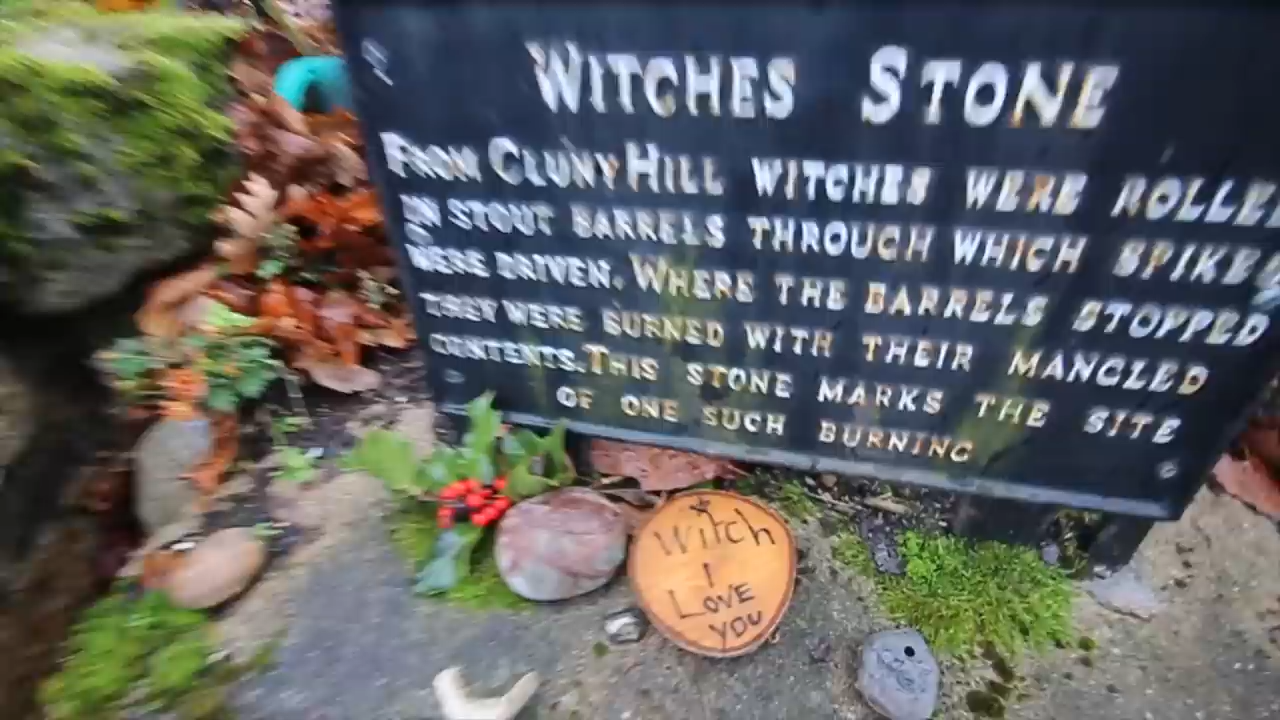 WITCHES STONE
FROM CLUNY HILL WITCHES WERE ROLLE
IN STOUT BARRELS THROUGH WHICH SPIKES
WERE DRIVEN. WHERE THE BARRELS STOPPED
THEY WERE BURNED WITH THEIR MANGLED
CONTENTS. THIS STONE MARKS THE SITE
OF ONE SUCH BURNING
Witch
I
LOVE
YOU